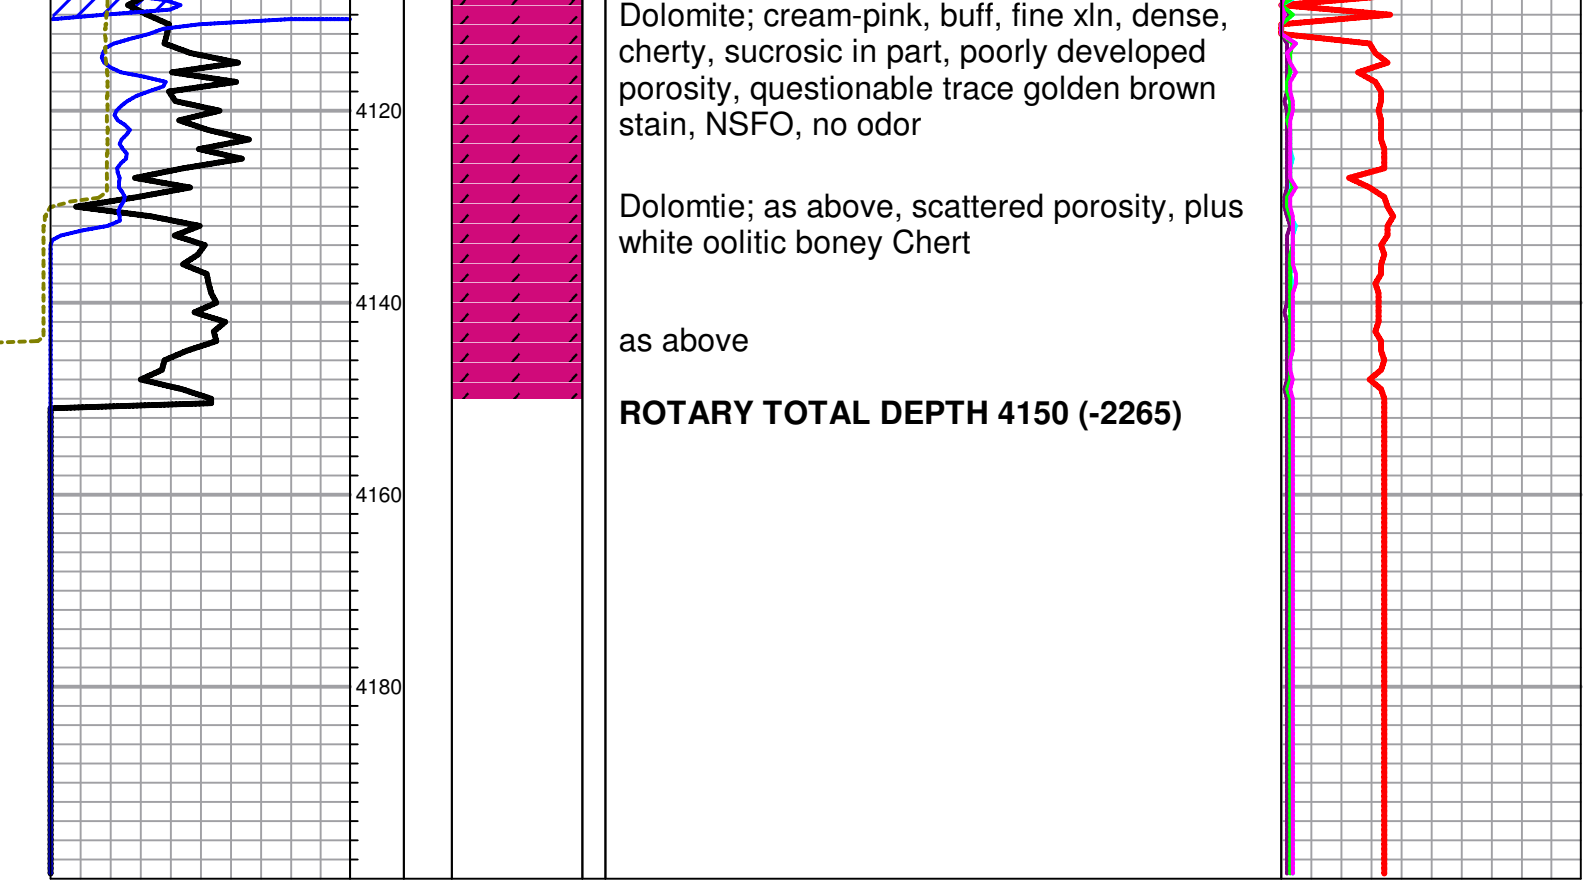 Dolomite; cream-pink, buff, fine xln, dense,
cherty, sucrosic in part, poorly developed
porosity, questionable trace golden brown
stain, NSFO, no odor
4120
Dolomtie; as above, scattered porosity, plus
white oolitic boney Chert
4140
as above
ROTARY TOTAL DEPTH 4150 (-2265)
4160
4180